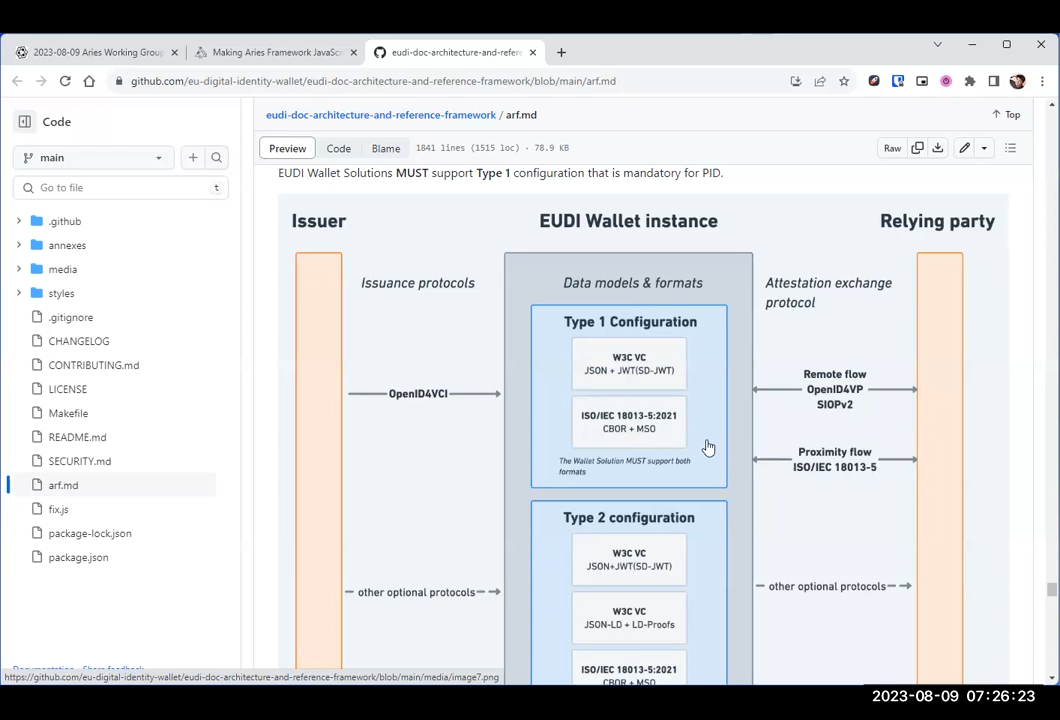 2023-08-09 Aries Working Group
Making Aries Framework JavaScri
eudi-doc-architecture-and-refere
github.com/eu-digital-identity-wallet/eudi-doc-architecture-and-reference-framework/blob/main/arf.md
Code
main
Go to file
t
.github
annexes
media
styles
.gitignore
CHANGELOG
CONTRIBUTING.md
LICENSE
Makefile
README.md
SECURITY.md
arf.md
fix.js
package-lock.json
package.json
Documentation · Share feedback
eudi-doc-architecture-and-reference-framework / arf.md
Top
Preview
Code
Blame
1841 lines (1515 loc) · 78.9 KB
Raw
EUDI Wallet Solutions MUST support Type 1 configuration that is mandatory for PID.
Issuer
EUDI Wallet instance
Relying party
Issuance protocols
Data models & formats
Attestation exchange
protocol
Type 1 Configuration
W3C VC
JSON + JWT(SD-JWT)
ISO/IEC 18013-5:2021
CBOR + MSO
The Wallet Solution MUST support both
formats
OpenID4VCI
Remote flow
OpenID4VP
SIOPv2
Proximity flow
ISO/IEC 18013-5
Type 2 configuration
W3C VC
JSON+JWT(SD-JWT)
W3C VC
JSON-LD + LD-Proofs
ISO/IEC 18013-5:2021
CBOR + MSO
other optional protocols
other optional protocols
https://github.com/eu-digital-identity-wallet/eudi-doc-architecture-and-reference-framework/blob/main/media/image7.png
2023-08-09 07:26:23